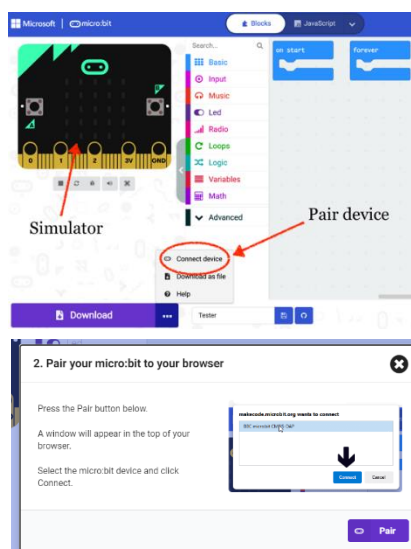 Microsoft | micro:bit
Blocks
JavaScript
Search...
Basic
Input
Music
Led
Radio
Loops
Logic
Variables
Math
Advanced
on start
forever
0 1 2 3V GND
Simulator
Pair device
Connect device
Download as file
Help
Download
Tester
2. Pair your micro:bit to your browser
Press the Pair button below.
A window will appear in the top of your
browser.
Select the micro:bit device and click
Connect.
makecode.microbit.org wants to connect
Connect
Cancel
Pair